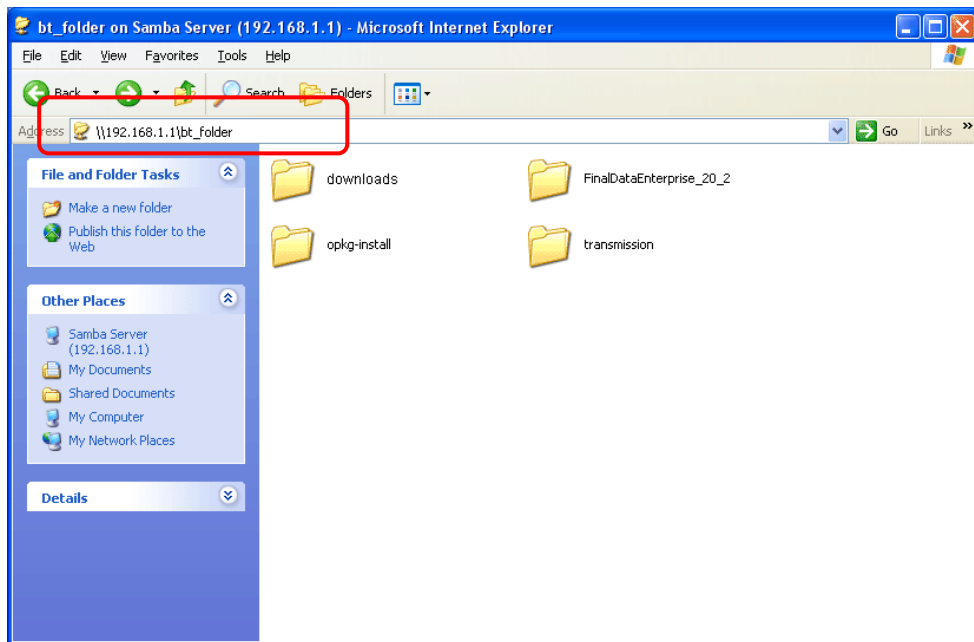 bt_folder on Samba Server (192.168.1.1) - Microsoft Internet Explorer
File Edit View Favorites Tools Help
Back Search Folders
Address \\192.168.1.1\bt_folder Go Links »
File and Folder Tasks
Make a new folder
Publish this folder to the
Web
Other Places
Samba Server
(192.168.1.1)
My Documents
Shared Documents
My Computer
My Network Places
Details
downloads FinalDataEnterprise_20_2
opkg-install transmission